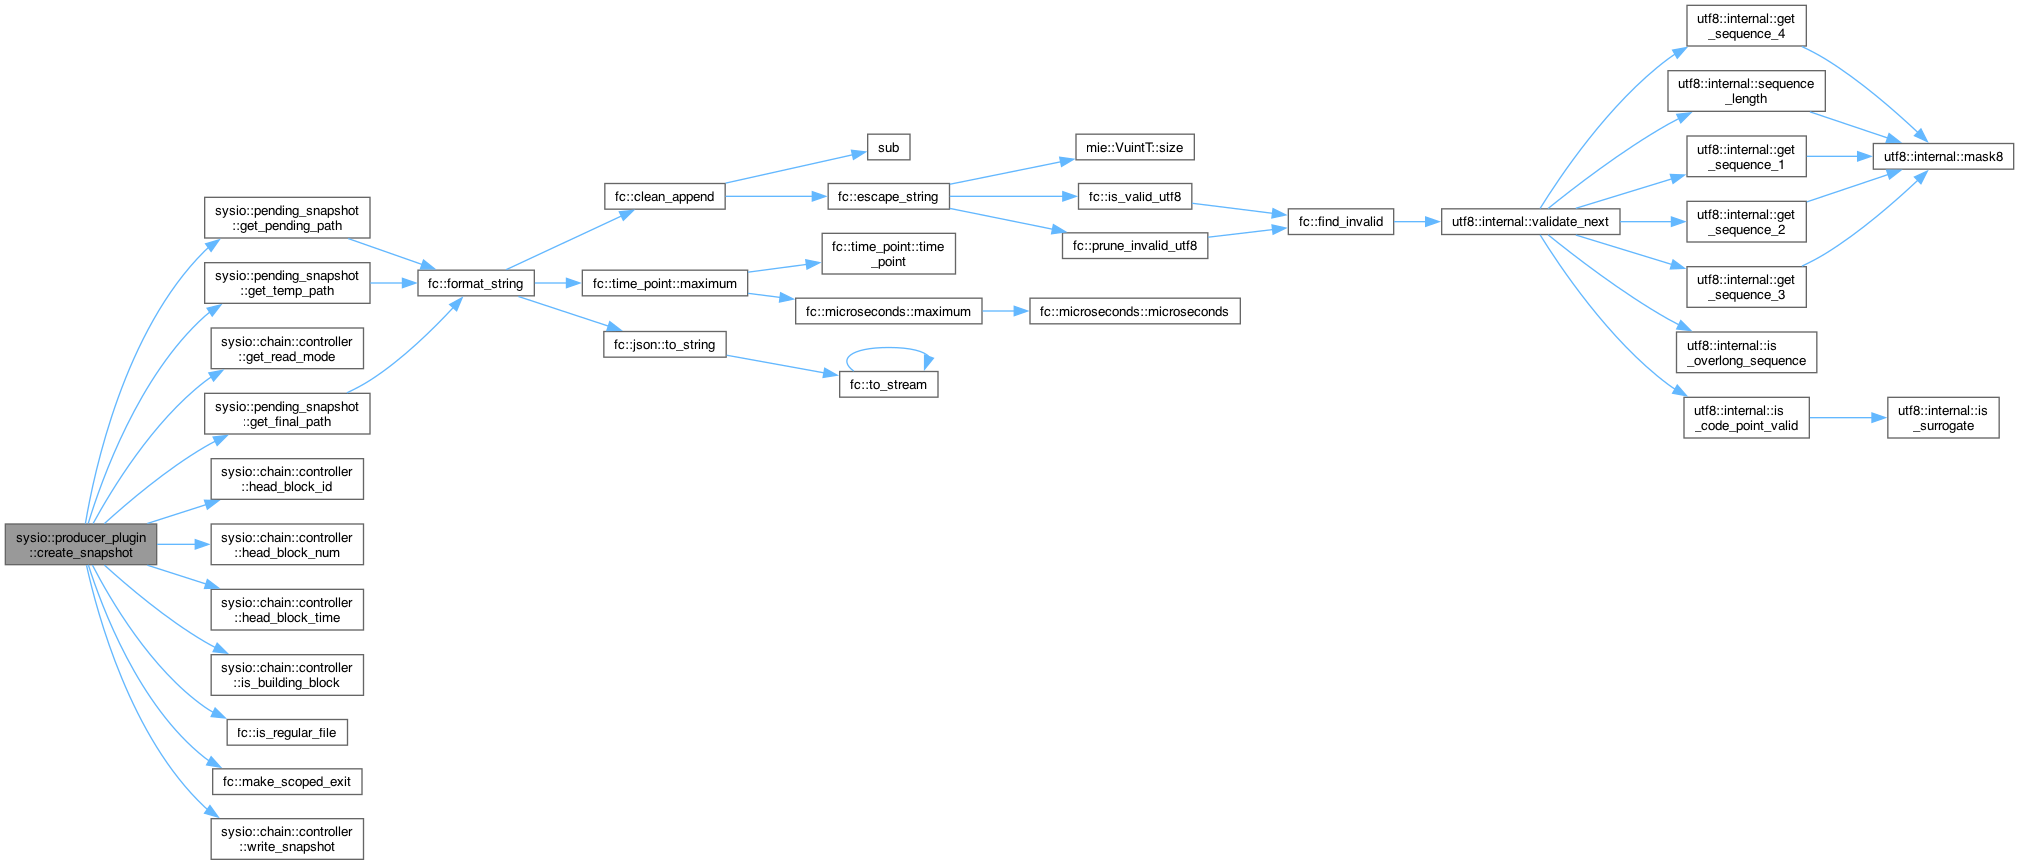 sysio::producer_plugin
::create_snapshot
sysio::pending_snapshot
::get_pending_path
sysio::pending_snapshot
::get_temp_path
sysio::chain::controller
::get_read_mode
sysio::pending_snapshot
::get_final_path
sysio::chain::controller
::head_block_id
sysio::chain::controller
::head_block_num
sysio::chain::controller
::head_block_time
sysio::chain::controller
::is_building_block
fc::is_regular_file
fc::make_scoped_exit
sysio::chain::controller
::write_snapshot
fc::format_string
fc::clean_append
fc::time_point::maximum
fc::json::to_string
sub
fc::escape_string
fc::time_point::time
_point
fc::microseconds::maximum
fc::to_stream
mie::VuintT::size
fc::is_valid_utf8
fc::prune_invalid_utf8
fc::microseconds::microseconds
fc::find_invalid
utf8::internal::validate_next
utf8::internal::get
_sequence_4
utf8::internal::sequence
_length
utf8::internal::get
_sequence_1
utf8::internal::get
_sequence_2
utf8::internal::get
_sequence_3
utf8::internal::is
_overlong_sequence
utf8::internal::is
_code_point_valid
utf8::internal::mask8
utf8::internal::is
_surrogate